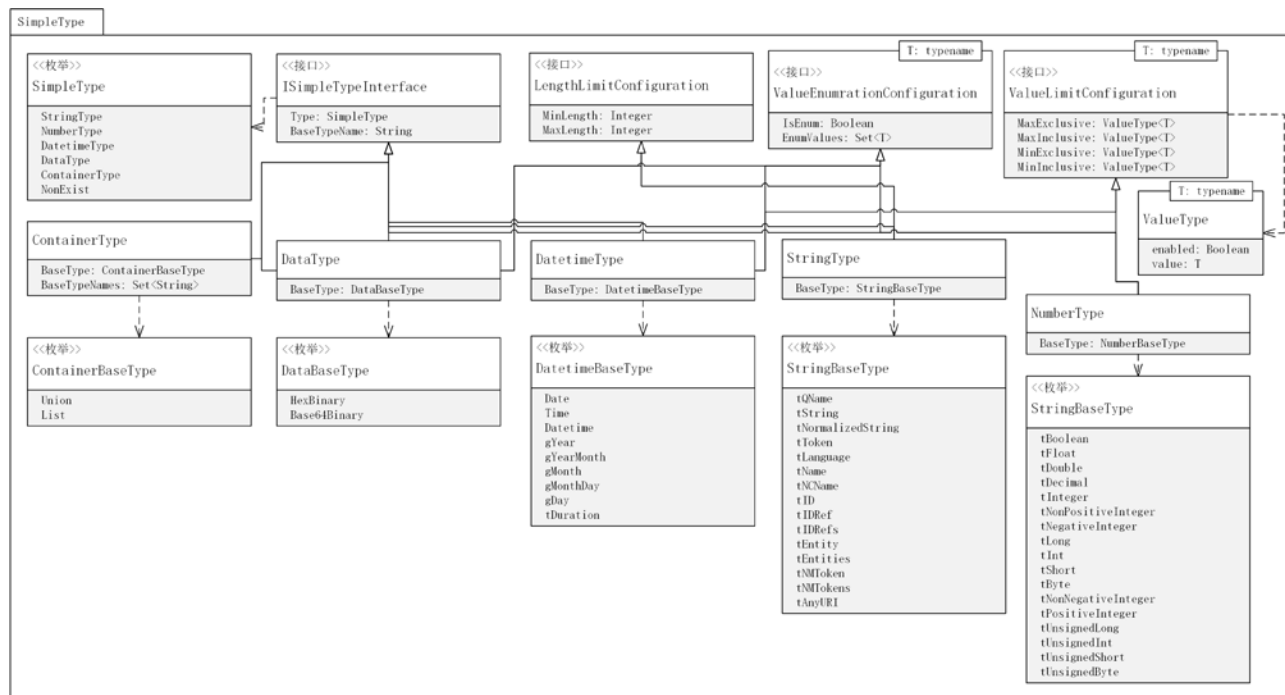 SimpleType
<<枚举>>
SimpleType
StringType
NumberType
DatetimeType
DataType
ContainerType
NonExist
<<接口>>
ISimpleTypeInterface
Type: SimpleType
BaseTypeName: String
<<接口>>
LengthLimitConfiguration
MinLength: Integer
MaxLength: Integer
T: typename
<<接口>>
ValueEnumrationConfiguration
IsEnum: Boolean
EnumValues: Set<T>
T: typename
<<接口>>
ValueLimitConfiguration
MaxExclusive: ValueType<T>
MaxInclusive: ValueType<T>
MinExclusive: ValueType<T>
MinInclusive: ValueType<T>
T: typename
ValueType
enabled: Boolean
value: T
ContainerType
BaseType: ContainerBaseType
BaseTypeNames: Set<String>
DataType
BaseType: DataBaseType
DatetimeType
BaseType: DatetimeBaseType
StringType
BaseType: StringBaseType
NumberType
BaseType: NumberBaseType
<<枚举>>
ContainerBaseType
Union
List
<<枚举>>
DataBaseType
HexBinary
Base64Binary
<<枚举>>
DatetimeBaseType
Date
Time
Datetime
gYear
gYearMonth
gMonth
gMonthDay
gDay
tDuration
<<枚举>>
StringBaseType
tQName
tString
tNormalizedString
tToken
tLanguage
tName
tNCName
tID
tIDRef
tIDRefs
tEntity
tEntities
tNMToken
tNMTokens
tAnyURI
<<枚举>>
StringBaseType
tBoolean
tFloat
tDouble
tDecimal
tInteger
tNonPositiveInteger
tNegativeInteger
tLong
tInt
tShort
tByte
tNonNegativeInteger
tPositiveInteger
tUnsignedLong
tUnsignedInt
tUnsignedShort
tUnsignedByte